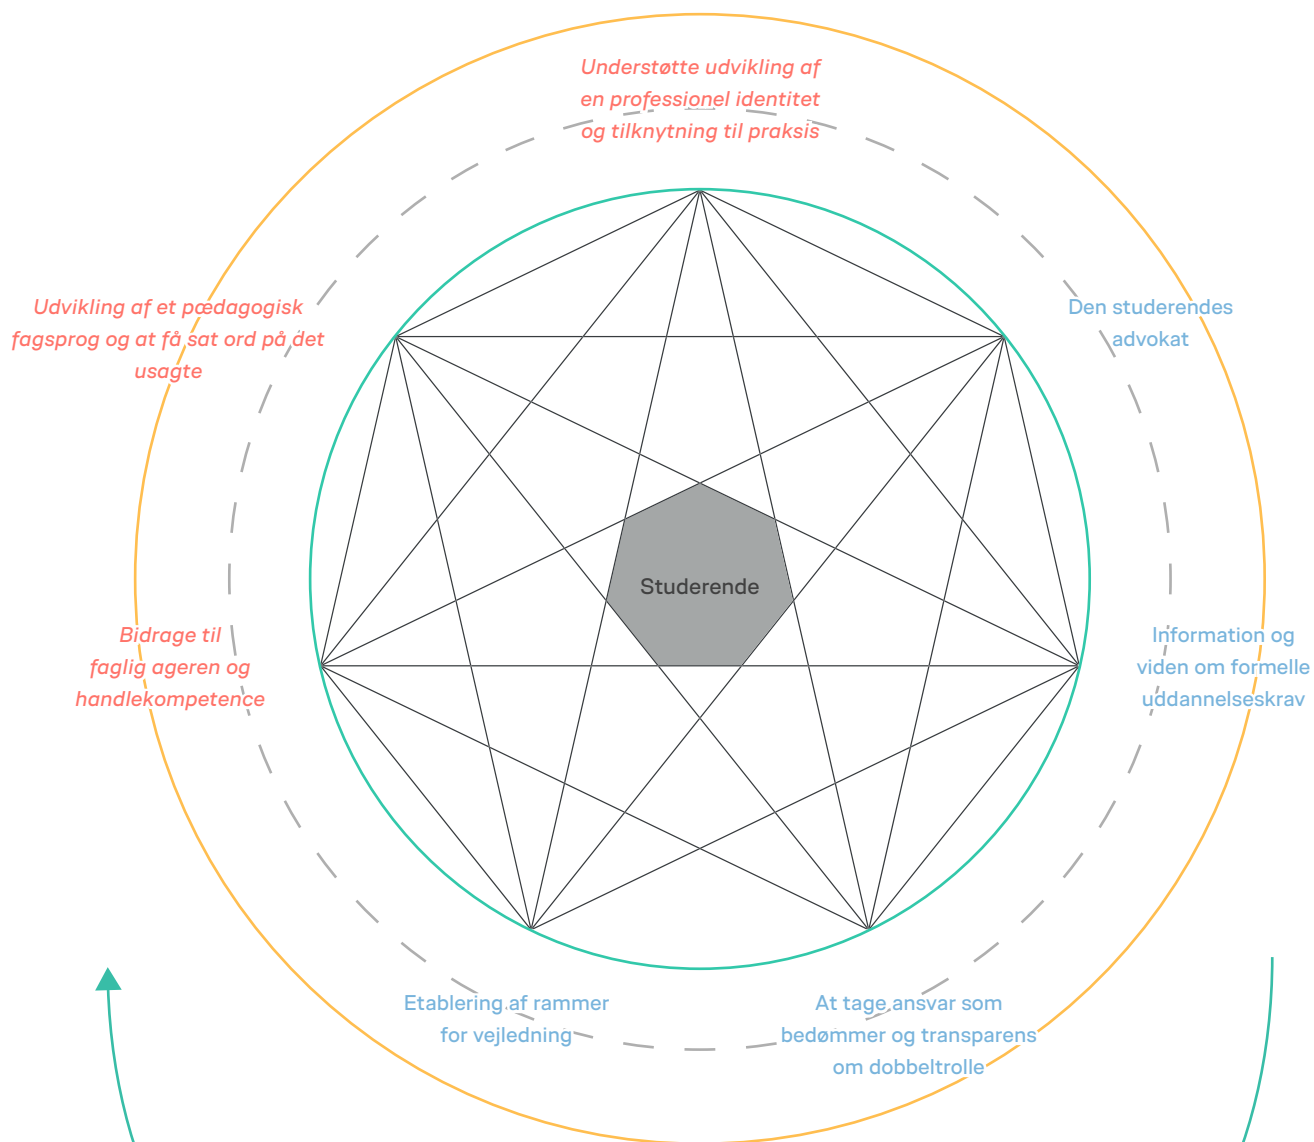 Understøtte udvikling af
en professionel identitet
og tilknytning til praksis
Udvikling af et pædagogisk
fagsprog og at få sat ord på det
usagte
Den studerendes
advokat
Studerende
Bidrage til
faglig ageren og
handlekompetence
Information og
viden om formelle
uddannelseskrav
Etablering af rammer
for vejledning
At tage ansvar som
bedømmer og transparens
om dobbeltrolle